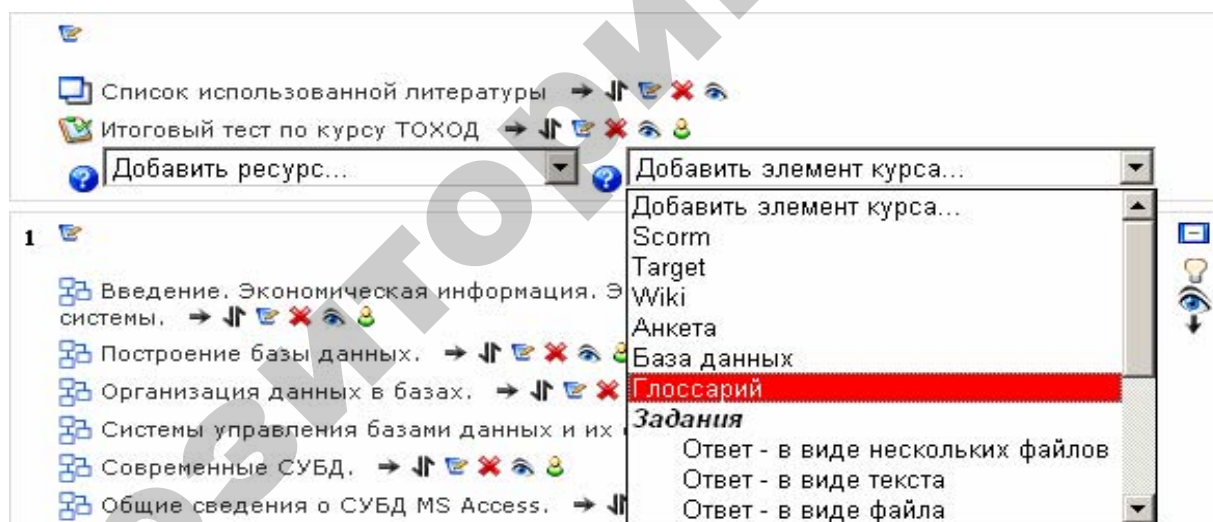 Список использованной литературы
Итоговый тест по курсу ТОХОД
Добавить ресурс... Добавить элемент курса...
Добавить элемент курса...
Scorm
Target
Wiki
Анкета
База данных
Глоссарий
Задания
Ответ - в виде нескольких файлов
Ответ - в виде текста
Ответ - в виде файла
1
Введение. Экономическая информация. Э
системы.
Построение базы данных.
Организация данных в базах.
Системы управления базами данных и их
Современные СУБД.
Общие сведения о СУБД MS Access.